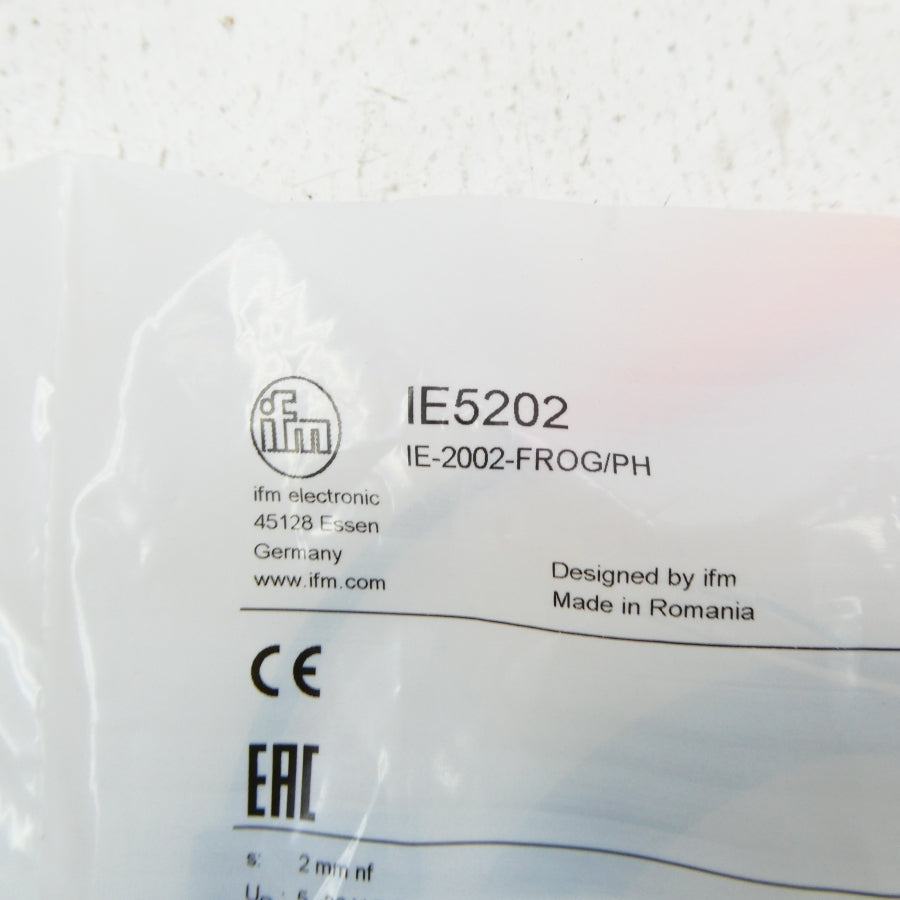 ifm
IE5202
IE-2002-FROG/PH
ifm electronic
45128 Essen
Germany
www.ifm.com
Designed by ifm
Made in Romania
CE
EAC
s: 2 mm nf